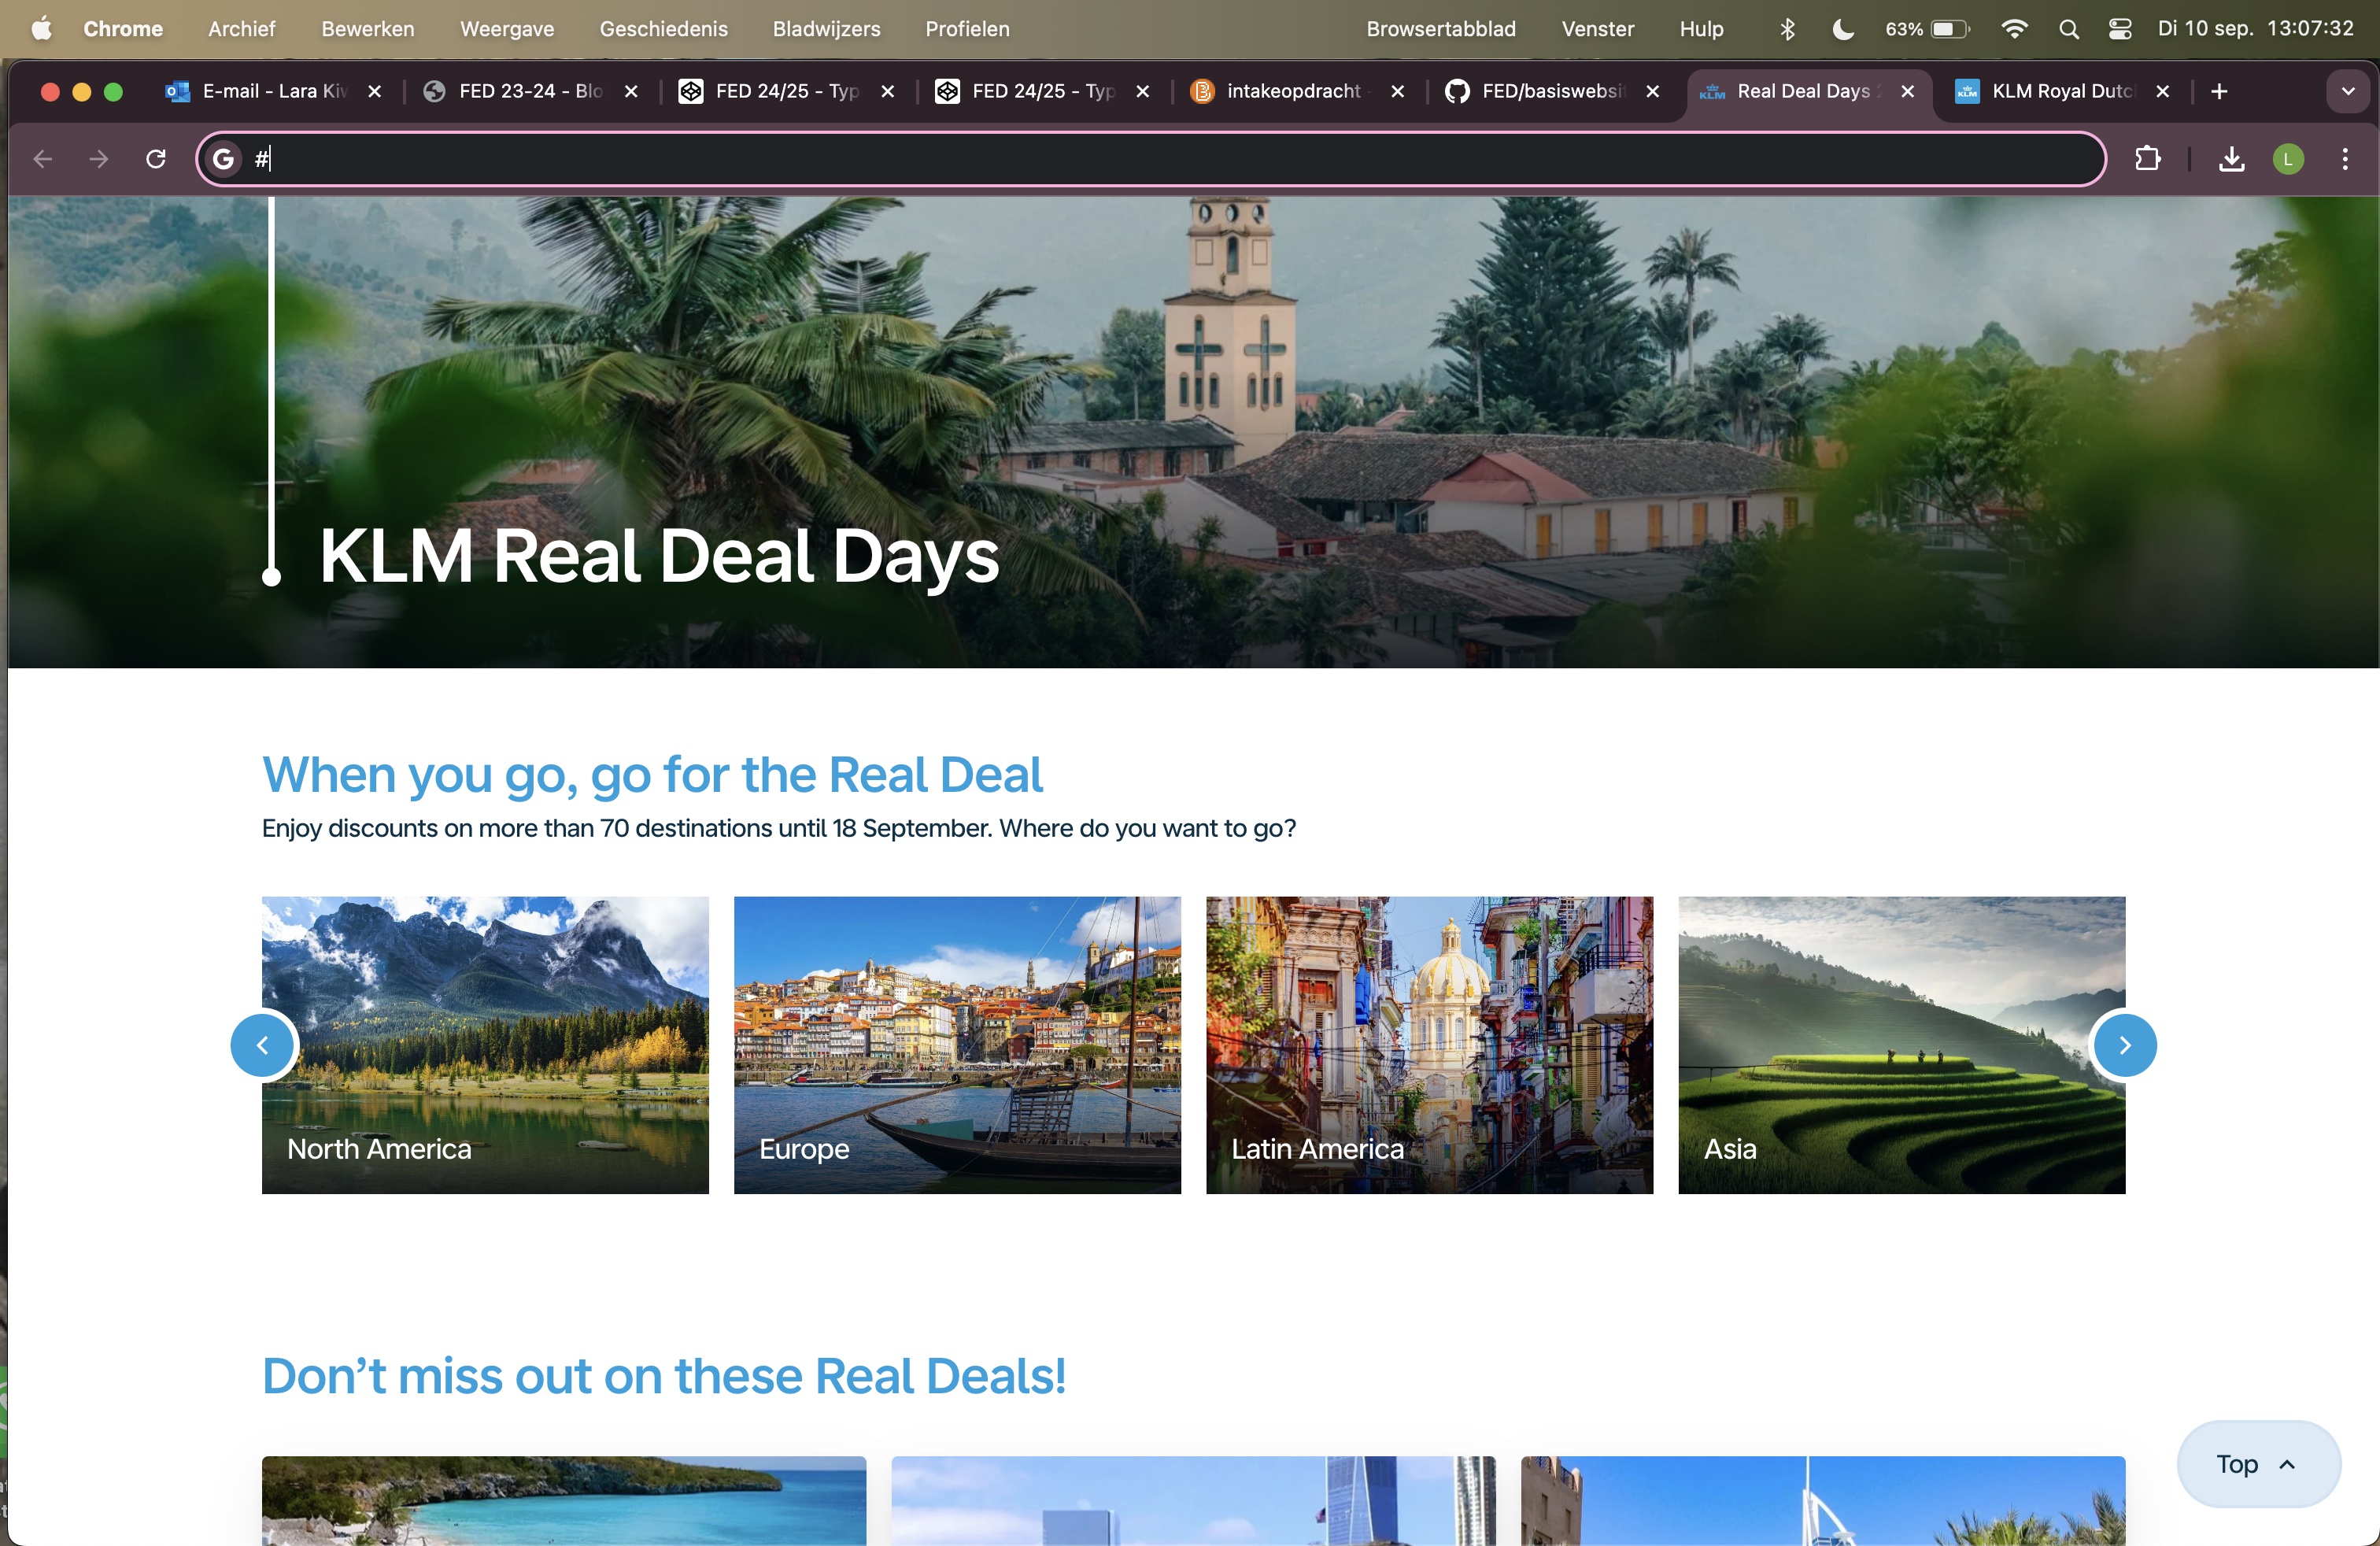 Chrome Archief Bewerken Weergave Geschiedenis Bladwijzers Profielen Browsertabblad Venster Hulp 63% Di 10 sep. 13:07:32
E-mail - Lara FED 23-24 - Blo FED 24/25 - Typ FED 24/25 - Typ intakeopdracht FED/basiswebsi Real Deal Days KLM Royal Dutc
#
L
KLM Real Deal Days
When you go, go for the Real Deal
Enjoy discounts on more than 70 destinations until 18 September. Where do you want to go?
North America Europe Latin America Asia
Don’t miss out on these Real Deals!
Top